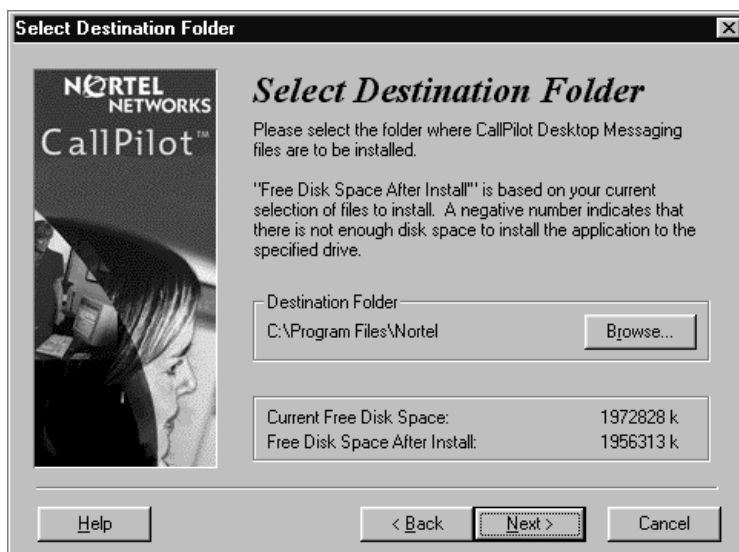 Select Destination Folder
NORTEL
NETWORKS
CallPilot™
Select Destination Folder
Please select the folder where CallPilot Desktop Messaging
files are to be installed.
"Free Disk Space After Install'" is based on your current
selection of files to install. A negative number indicates that
there is not enough disk space to install the application to the
specified drive.
Destination Folder
C:\Program Files\Nortel
Browse...
Current Free Disk Space: 1972828 k
Free Disk Space After Install: 1956313 k
Help
< Back
Next >
Cancel